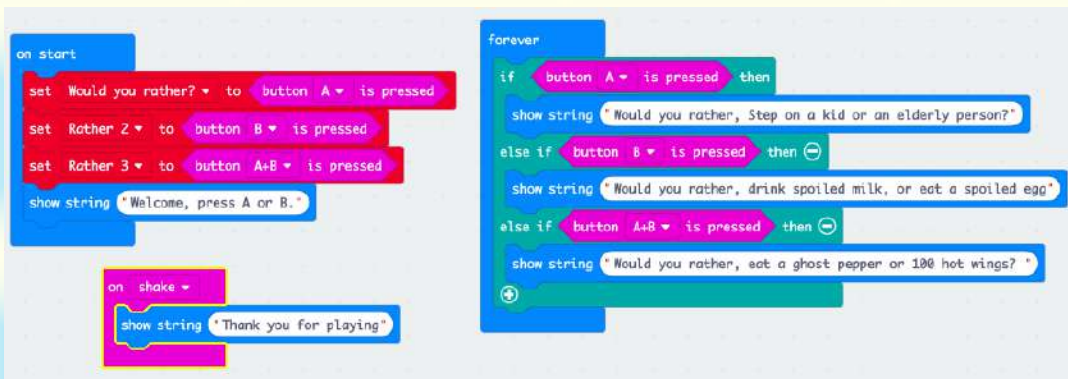 on start
set Would you rather? to button A is pressed
set Rather 2 to button B is pressed
set Rather 3 to button A+B is pressed
show string "Welcome, press A or B."
on shake
show string "Thank you for playing"
forever
if button A is pressed then
show string "Would you rather, Step on a kid or an elderly person?"
else if button B is pressed then
show string "Would you rather, drink spoiled milk, or eat a spoiled egg"
else if button A+B is pressed then
show string "Would you rather, eat a ghost pepper or 100 hot wings? "